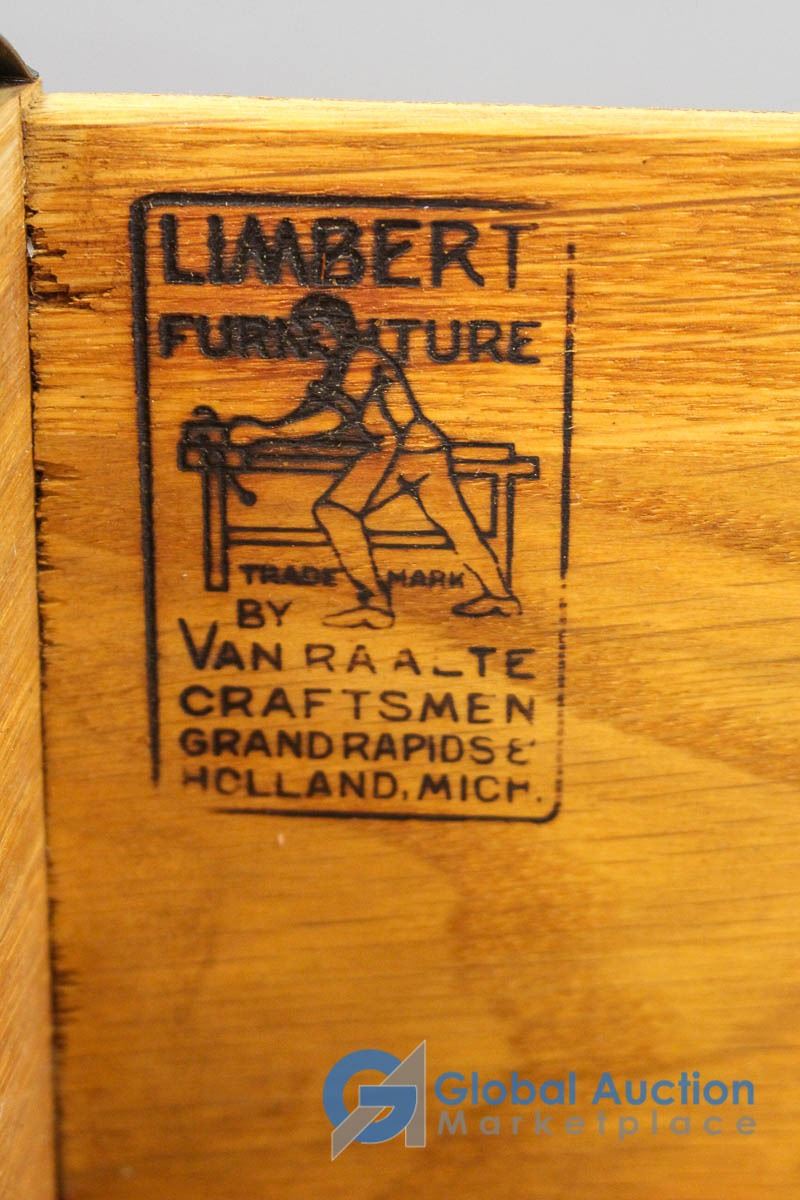 LIMBERT
FURNITURE
TRADE MARK
BY
VAN RAALTE
CRAFTSMEN
GRAND RAPIDS &
HOLLAND, MICH.
G Global Auction
Marketplace